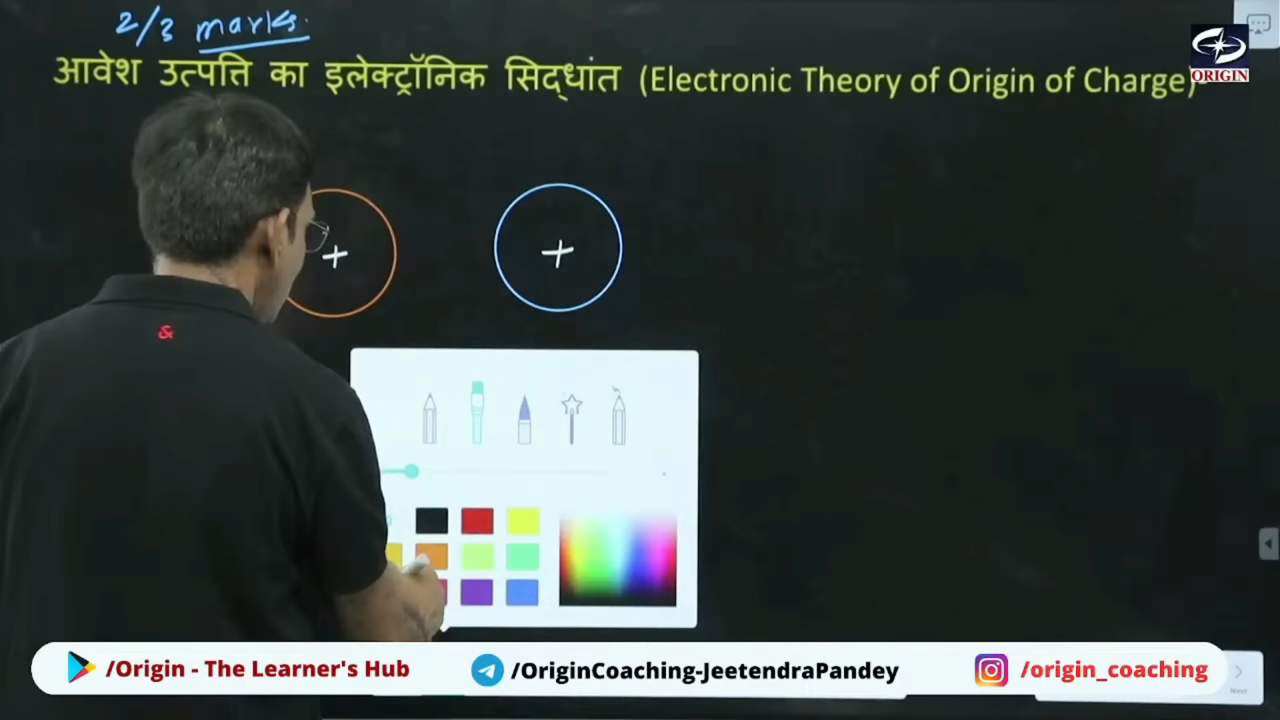 2/3 marks.
आवेश उत्पत्ति का इलेक्ट्रॉनिक सिद्धांत (Electronic Theory of Origin of Charge)-
ORIGIN
+
+
&
/Origin - The Learner's Hub
/OriginCoaching-JeetendraPandey
/origin_coaching
Next